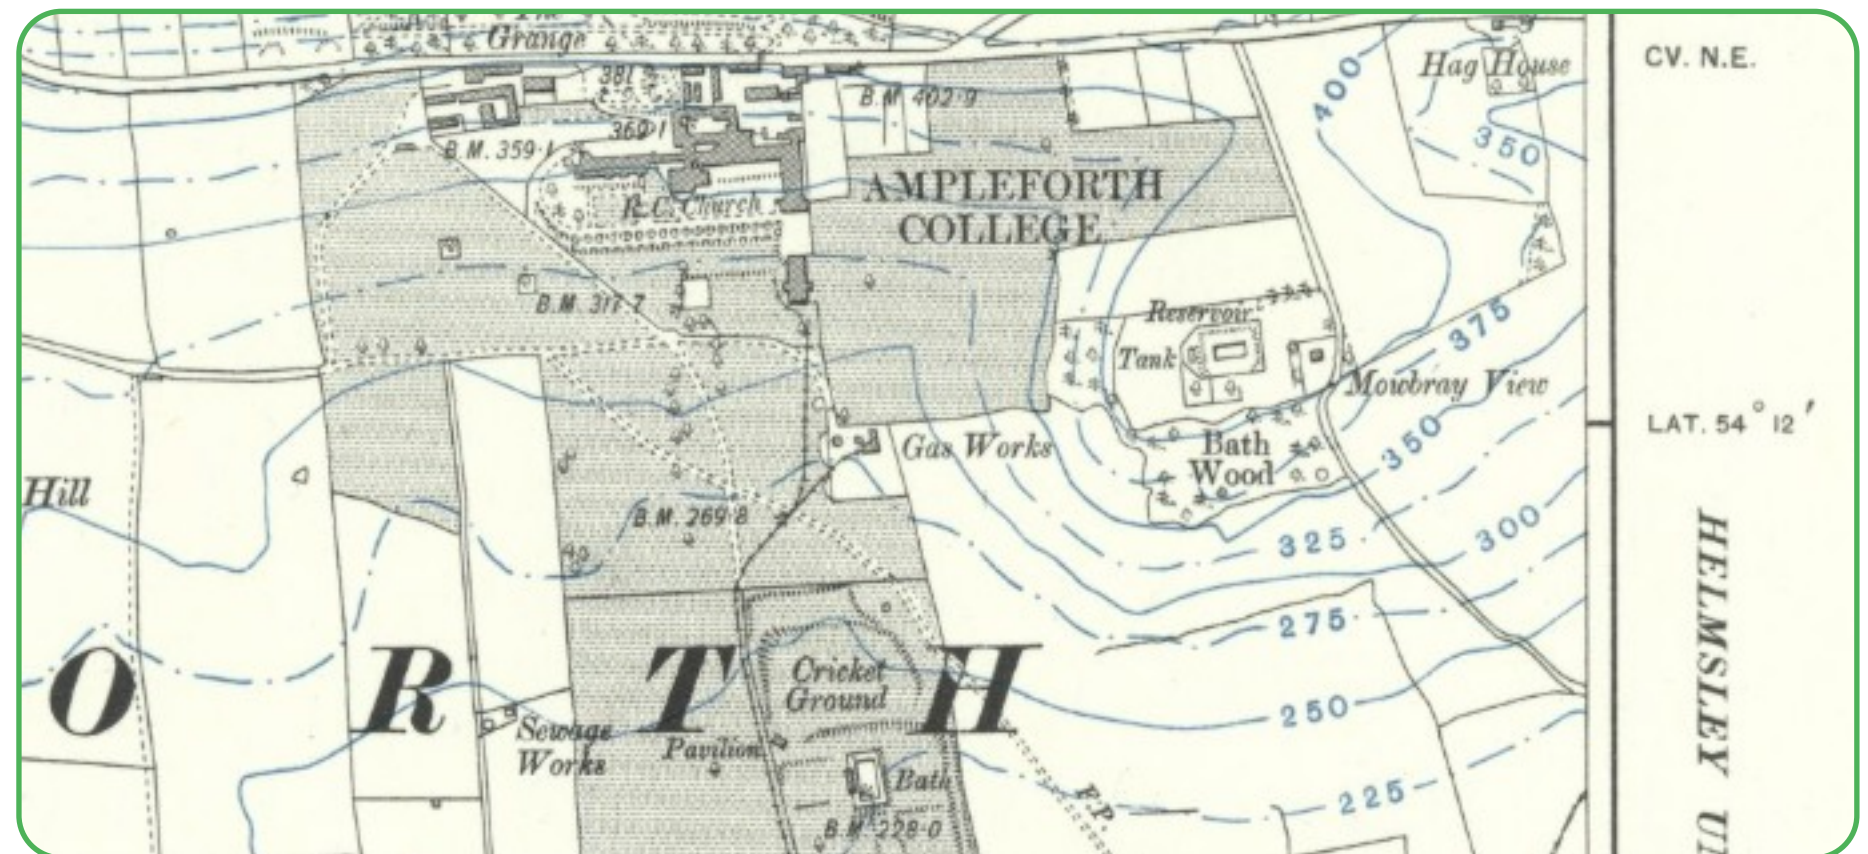 Grange
CV. N.E.
Hag House
400
381
B.M. 402·9
369·1
B.M. 359·1
350
AMPLEFORTH
COLLEGE
R.C. Church
B.M. 317·7
Reservoir
375
Tank
Mowbray View
LAT. 54° 12′
Gas Works
Bath
Wood
350
Hill
B.M. 269·8
325
300
275
HELMSLEY
O R T H
Cricket
Ground
250
Sewage
Works
Pavilion
Bath
225
F.P.
B.M. 228·0